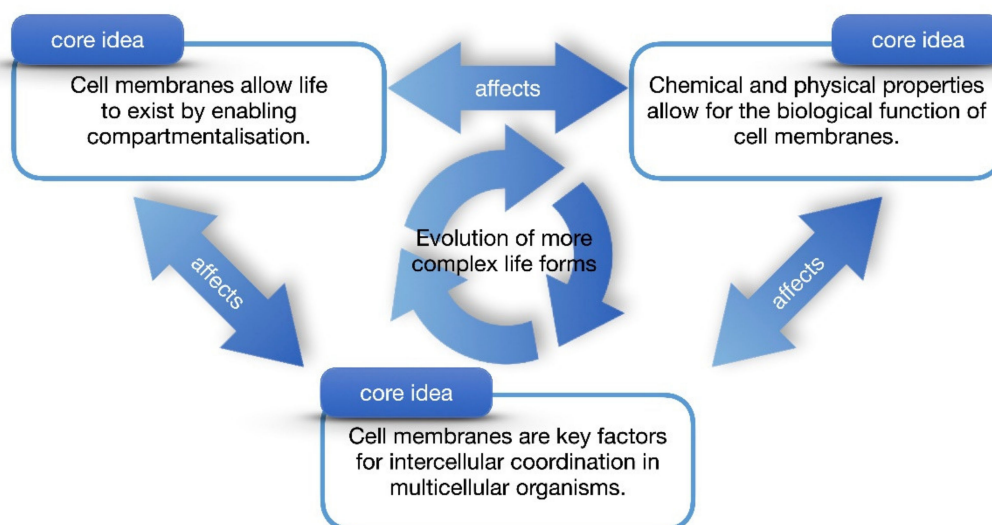 core idea
Cell membranes allow life
to exist by enabling
compartmentalisation.
affects
core idea
Chemical and physical properties
allow for the biological function of
cell membranes.
Evolution of more
complex life forms
affects
affects
core idea
Cell membranes are key factors
for intercellular coordination in
multicellular organisms.